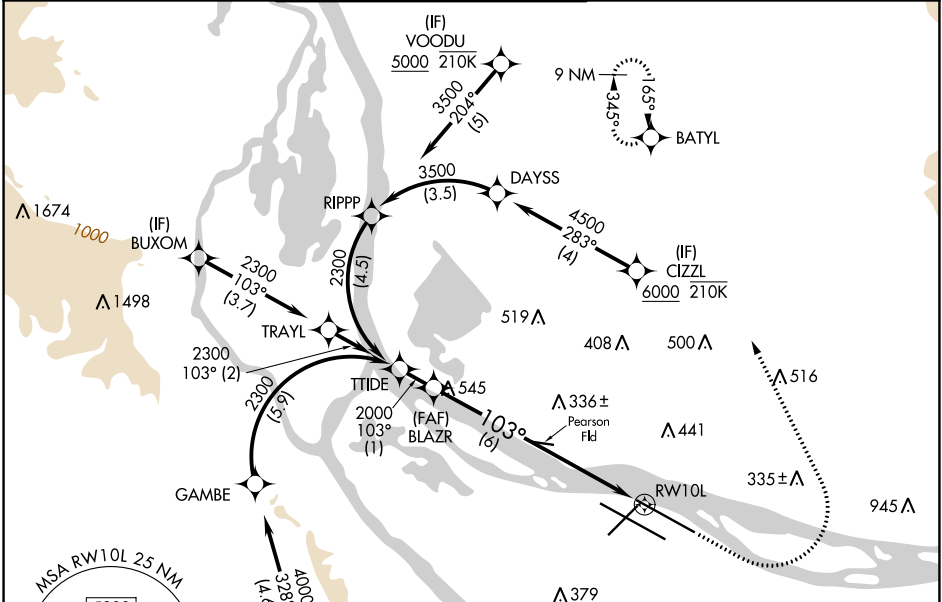 (IF)
VOODU
5000 210K
3500
204°
(5)
9 NM
345°
165°
BATYL
3500
(3.5)
DAYSS
RIPPP
4500
283°
(4)
(IF)
CIZZL
6000 210K
1674
1000
(IF)
BUXOM
2300
103°
(3.7)
1498
2300
(4.5)
TRAYL
519
408
500
2300
103° (2)
TTIDE
545
516
2300
(5.9)
2000
103°
(1)
(FAF)
BLAZR
103°
(6)
336±
Pearson
Fld
441
GAMBE
335±
RW10L
945
4000
328°
MSA RW10L 25 NM
379